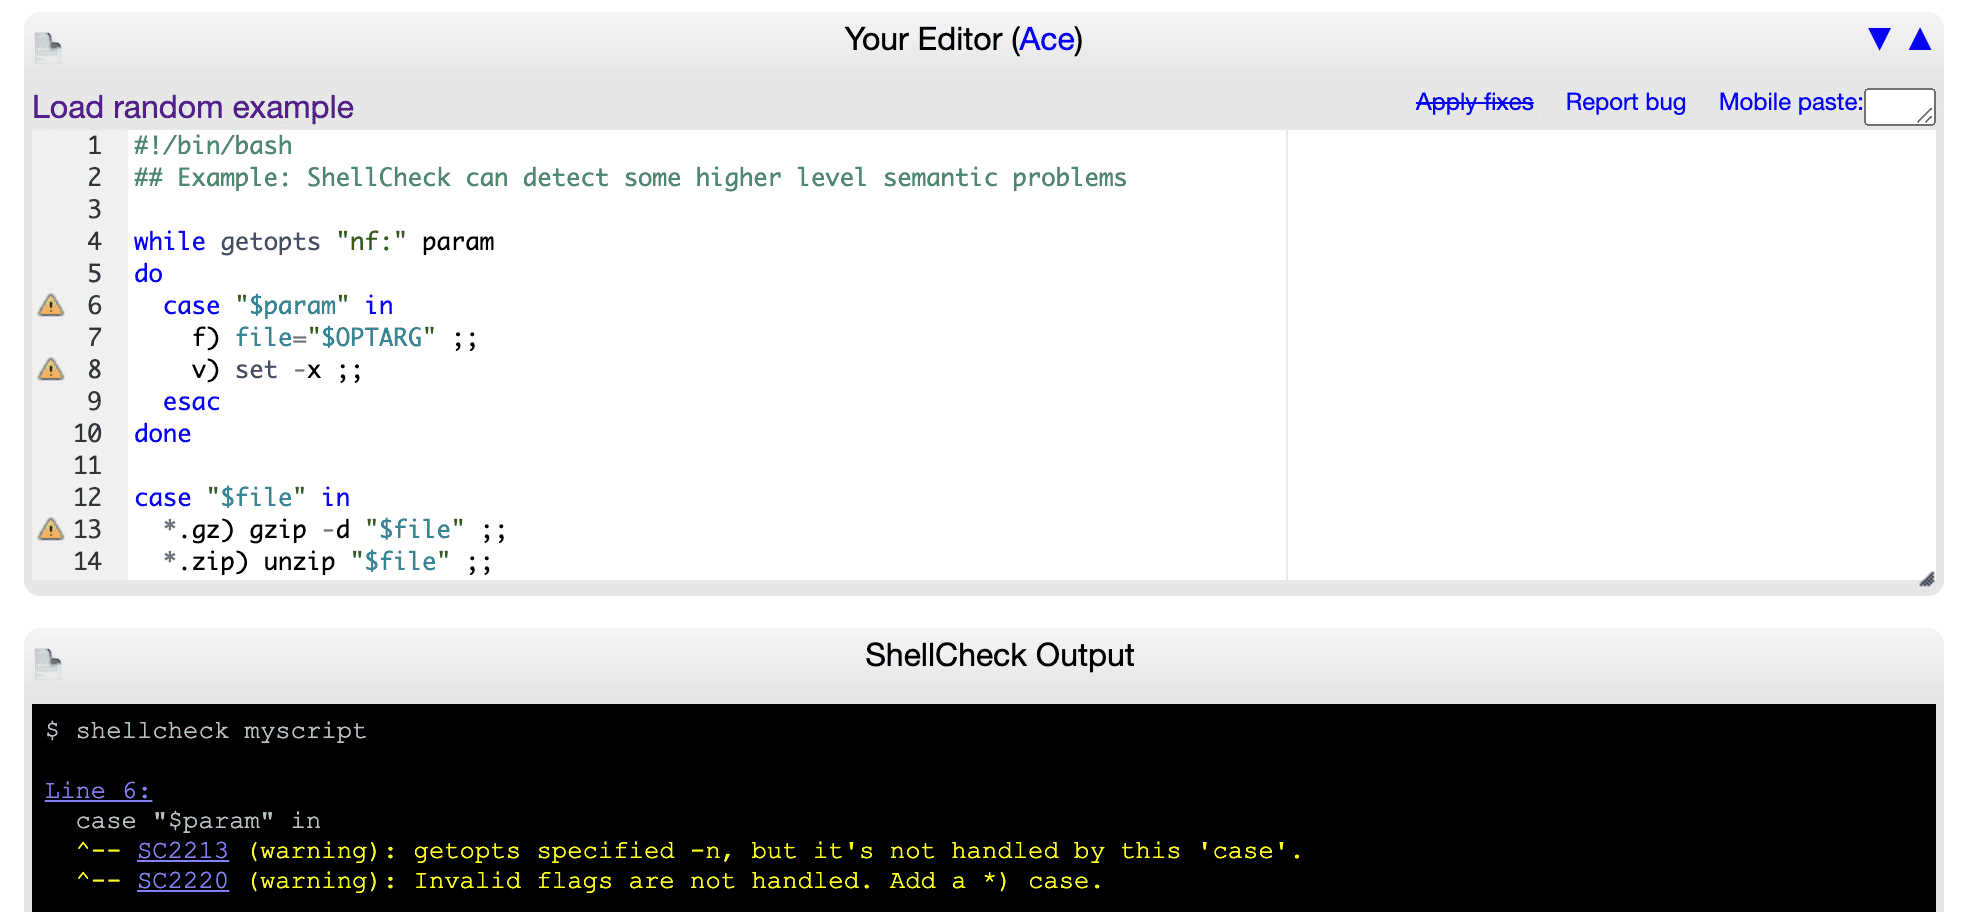 Your Editor (Ace) ▼ ▲
Load random example Apply fixes Report bug Mobile paste:
1 #!/bin/bash
2 ## Example: ShellCheck can detect some higher level semantic problems
3
4 while getopts "nf:" param
5 do
6   case "$param" in
7     f) file="$OPTARG" ;;
8     v) set -x ;;
9   esac
10 done
11
12 case "$file" in
13   *.gz) gzip -d "$file" ;;
14   *.zip) unzip "$file" ;;
ShellCheck Output
$ shellcheck myscript
Line 6:
  case "$param" in
  ^-- SC2213 (warning): getopts specified -n, but it's not handled by this 'case'.
  ^-- SC2220 (warning): Invalid flags are not handled. Add a *) case.